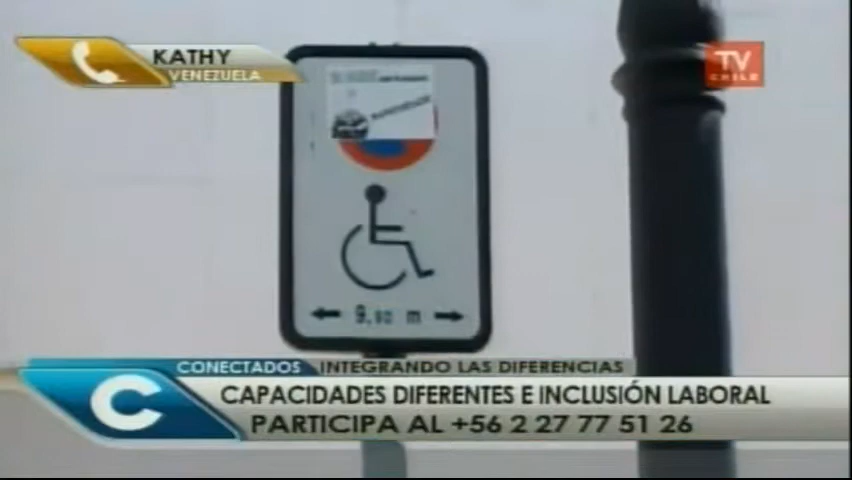 KATHY
VENEZUELA
TV
CHILE
9,80 m
CONECTADOS INTEGRANDO LAS DIFERENCIAS
C CAPACIDADES DIFERENTES E INCLUSIÓN LABORAL
PARTICIPA AL +56 2 27 77 51 26